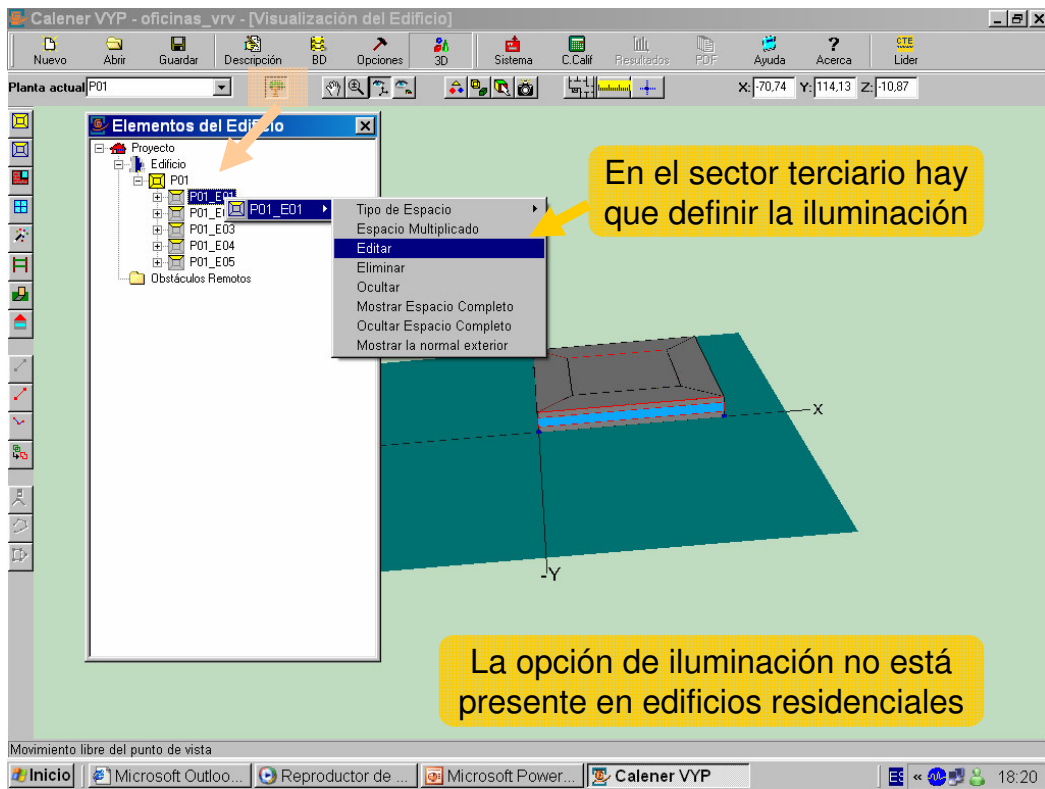 Calener VYP - oficinas_vrv - [Visualización del Edificio]
Nuevo Abrir Guardar Descripción BD Opciones 3D Sistema C.Calif Resultados PDF Ayuda Acerca CTE Lider
Planta actual P01 X: -70,74 Y: 114,13 Z: -10,87
Elementos del Edificio
Proyecto
Edificio
P01
P01_E01
P01_E03
P01_E04
P01_E05
Obstáculos Remotos
P01_E01
Tipo de Espacio
Espacio Multiplicado
Editar
Eliminar
Ocultar
Mostrar Espacio Completo
Ocultar Espacio Completo
Mostrar la normal exterior
En el sector terciario hay
que definir la iluminación
X
-Y
La opción de iluminación no está
presente en edificios residenciales
Movimiento libre del punto de vista
Inicio Microsoft Outloo... Reproductor de ... Microsoft Power... Calener VYP ES « 18:20